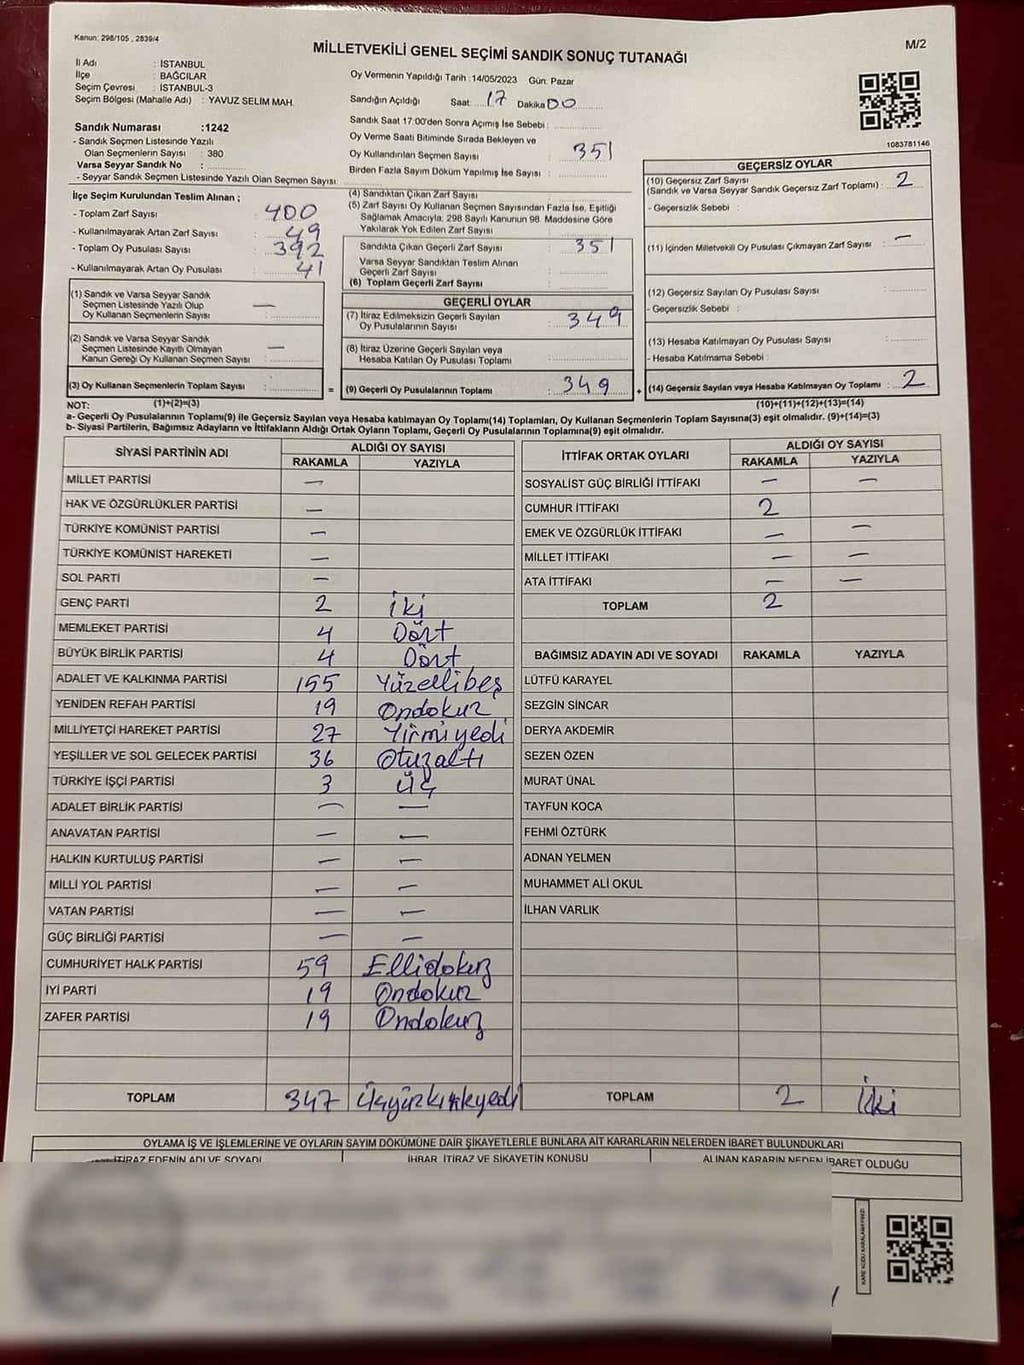 Kanun: 298/105 , 2839/4
MİLLETVEKİLİ GENEL SEÇİMİ SANDIK SONUÇ TUTANAĞI
M/2
İl Adı : İSTANBUL
İlçe : BAĞCILAR
Seçim Çevresi : İSTANBUL-3
Seçim Bölgesi (Mahalle Adı) : YAVUZ SELİM MAH.
Sandık Numarası :1242
- Sandık Seçmen Listesinde Yazılı
Olan Seçmenlerin Sayısı : 380
Varsa Seyyar Sandık No :
- Seyyar Sandık Seçmen Listesinde Yazılı Olan Seçmen Sayısı
İlçe Seçim Kurulundan Teslim Alınan ;
- Toplam Zarf Sayısı : 400
- Kullanılmayarak Artan Zarf Sayısı : 49
- Toplam Oy Pusulası Sayısı : 392
- Kullanılmayarak Artan Oy Pusulası : 41
(1) Sandık ve Varsa Seyyar Sandık
Seçmen Listesinde Yazılı Olup
Oy Kullanan Seçmenlerin Sayısı : —
(2) Sandık ve Varsa Seyyar Sandık
Seçmen Listesinde Kayıtlı Olmayan
Kanun Gereği Oy Kullanan Seçmen Sayısı : —
(3) Oy Kullanan Seçmenlerin Toplam Sayısı :
(1)+(2)=(3)
Oy Vermenin Yapıldığı Tarih :14/05/2023 Gün: Pazar
Sandığın Açıldığı Saat: 17 Dakika 00
Sandık Saat 17:00'den Sonra Açımış İse Sebebi :
Oy Verme Saati Bitiminde Sırada Bekleyen ve
Oy Kullandırılan Seçmen Sayısı : 351
Birden Fazla Sayım Döküm Yapılmış İse Sayısı :
(4) Sandıktan Çıkan Zarf Sayısı :
(5) Zarf Sayısı Oy Kullanan Seçmen Sayısından Fazla İse, Eşitliği
Sağlamak Amacıyla; 298 Sayılı Kanunun 98. Maddesine Göre
Yakılarak Yok Edilen Zarf Sayısı :
Sandıkta Çıkan Geçerli Zarf Sayısı : 351
Varsa Seyyar Sandıktan Teslim Alınan
Geçerli Zarf Sayısı
(6) Toplam Geçerli Zarf Sayısı :
GEÇERLİ OYLAR
(7) İtiraz Edilmeksizin Geçerli Sayılan
Oy Pusulalarının Sayısı : 349
(8) İtiraz Üzerine Geçerli Sayılan veya
Hesaba Katılan Oy Pusulası Toplamı :
= (9) Geçerli Oy Pusulalarının Toplamı : 349 +
1083781146
GEÇERSİZ OYLAR
(10) Geçersiz Zarf Sayısı
(Sandık ve Varsa Seyyar Sandık Geçersiz Zarf Toplamı) : 2
- Geçersizlik Sebebi :
(11) İçinden Milletvekili Oy Pusulası Çıkmayan Zarf Sayısı : —
(12) Geçersiz Sayılan Oy Pusulası Sayısı :
- Geçersizlik Sebebi :
(13) Hesaba Katılmayan Oy Pusulası Sayısı :
- Hesaba Katılmama Sebebi :
(14) Geçersiz Sayılan veya Hesaba Katılmayan Oy Toplamı : 2
(10)+(11)+(12)+(13)=(14)
NOT:
a- Geçerli Oy Pusulalarının Toplamı(9) ile Geçersiz Sayılan veya Hesaba katılmayan Oy Toplamı(14) Toplamları, Oy Kullanan Seçmenlerin Toplam Sayısına(3) eşit olmalıdır. (9)+(14)=(3)
b- Siyasi Partilerin, Bağımsız Adayların ve İttifakların Aldığı Ortak Oyların Toplamı, Geçerli Oy Pusulalarının Toplamına(9) eşit olmalıdır.
SİYASİ PARTİNİN ADI ALDIĞI OY SAYISI
RAKAMLA YAZIYLA
MİLLET PARTİSİ —
HAK VE ÖZGÜRLÜKLER PARTİSİ —
TÜRKİYE KOMÜNİST PARTİSİ —
TÜRKİYE KOMÜNİST HAREKETİ —
SOL PARTİ —
GENÇ PARTİ 2 iki
MEMLEKET PARTİSİ 4 Dört
BÜYÜK BİRLİK PARTİSİ 4 Dört
ADALET VE KALKINMA PARTİSİ 155 Yüzellibeş
YENİDEN REFAH PARTİSİ 19 Ondokuz
MİLLİYETÇİ HAREKET PARTİSİ 27 Yirmiyedi
YEŞİLLER VE SOL GELECEK PARTİSİ 36 Otuzaltı
TÜRKİYE İŞÇİ PARTİSİ 3 Üç
ADALET BİRLİK PARTİSİ — —
ANAVATAN PARTİSİ — —
HALKIN KURTULUŞ PARTİSİ — —
MİLLİ YOL PARTİSİ — —
VATAN PARTİSİ — —
GÜÇ BİRLİĞİ PARTİSİ — —
CUMHURİYET HALK PARTİSİ 59 Ellidokuz
İYİ PARTİ 19 Ondokuz
ZAFER PARTİSİ 19 Ondokuz
TOPLAM 347 Üçyüzkırkyedi
İTTİFAK ORTAK OYLARI ALDIĞI OY SAYISI
RAKAMLA YAZIYLA
SOSYALİST GÜÇ BİRLİĞİ İTTİFAKI — —
CUMHUR İTTİFAKI 2
EMEK VE ÖZGÜRLÜK İTTİFAKI — —
MİLLET İTTİFAKI — —
ATA İTTİFAKI — —
TOPLAM 2
BAĞIMSIZ ADAYIN ADI VE SOYADI RAKAMLA YAZIYLA
LÜTFÜ KARAYEL
SEZGİN SİNCAR
DERYA AKDEMİR
SEZEN ÖZEN
MURAT ÜNAL
TAYFUN KOCA
FEHMİ ÖZTÜRK
ADNAN YELMEN
MUHAMMET ALİ OKUL
İLHAN VARLIK
TOPLAM 2 İki
OYLAMA İŞ VE İŞLEMLERİNE VE OYLARIN SAYIM DÖKÜMÜNE DAİR ŞİKAYETLERLE BUNLARA AİT KARARLARIN NELERDEN İBARET BULUNDUKLARI
İTİRAZ EDENİN ADI VE SOYADI İHBAR, İTİRAZ VE ŞİKAYETİN KONUSU ALINAN KARARIN NEDEN İBARET OLDUĞU
KARE KODU KARALAMAYINIZ!